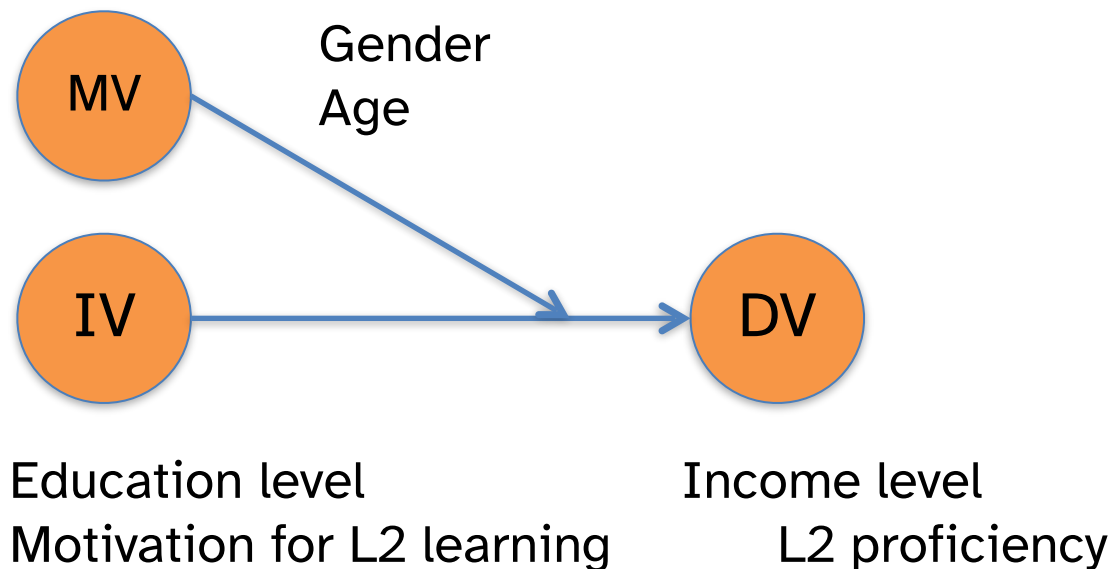 MV
Gender
Age
IV
DV
Education level
Income level
Motivation for L2 learning
L2 proficiency